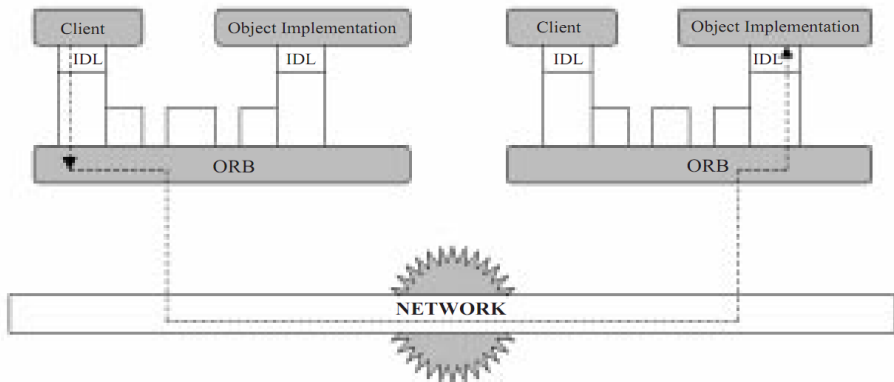 Client
Object Implementation
Client
Object Implementation
IDL
IDL
IDL
IDL
ORB
ORB
NETWORK